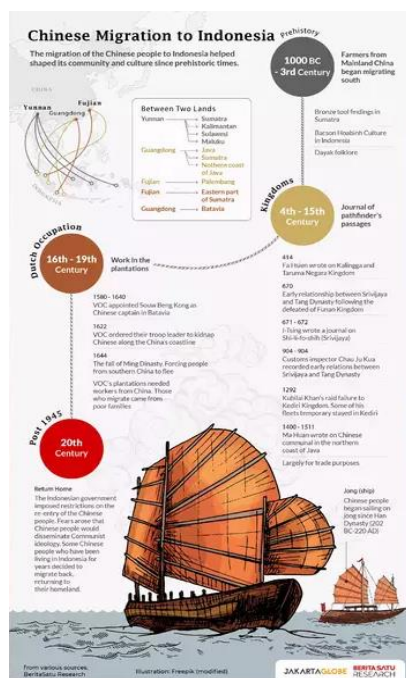 Chinese Migration to Indonesia
The migration of the Chinese people to Indonesia helped
shaped its community and culture since prehistoric times.
Prehistory
1000 BC
- 3rd Century
Farmers from
Mainland China
began migrating
south
Bronze tool findings in
Sumatra
Bacson Hoabinh Culture
in Indonesia
Dayak folklore
CHINA
Yunnan
Guangdong
Fujian
INDONESIA
Between Two Lands
Yunnan
Sumatra
Kalimantan
Sulawesi
Maluku
Guangdong
Java
Sumatra
Nothern coast
of Java
Fujian
Palembang
Fujian
Eastern part
of Sumatra
Guangdong
Batavia
Kingdoms
4th - 15th
Century
Journal of
pathfinder's
passages
414
Fa Hsien wrote on Kallingga and
Taruma Negara Kingdom
670
Early relationship between Srivijaya
and Tang Dynasty following the
defeated of Funan Kingdom
671 - 672
I-Tsing wrote a journal on
Shi-li-fo-shih (Srivijaya)
904 - 904
Customs inspector Chau Ju Kua
recorded early relations between
Srivijaya and Tang Dynasty
1292
Kubilai Khan's raid failure to
Kediri Kingdom. Some of his
fleets temporary stayed in Kediri
1400 - 1511
Ma Huan wrote on Chinese
communal in the northern
coast of Java
Largely for trade purposes
Dutch Occupation
16th - 19th
Century
Work in the
plantations
1580 - 1640
VOC appointed Souw Beng Kong as
Chinese captain in Batavia
1622
VOC ordered their troop leader to kidnap
Chinese along the China's coastline
1644
The fall of Ming Dinasty. Forcing people
from southern China to flee
VOC's plantations needed
workers from China. Those
who migrate came from
poor families
Post 1945
20th
Century
Return Home
The Indonesian government
imposed restrictions on the
re-entry of the Chinese
people. Fears arose that
Chinese people would
disseminate Communist
ideology. Some Chinese
people who have been
living in Indonesia for
years decided to
migrate back,
returning to
their homeland.
Jong (ship)
Chinese people
began sailing on
jong since Han
Dynasty (202
BC-220 AD)
from various sources,
BeritaSatu Research
Illustration: Freepik (modified)
JAKARTAGLOBE
BERITASATU
RESEARCH